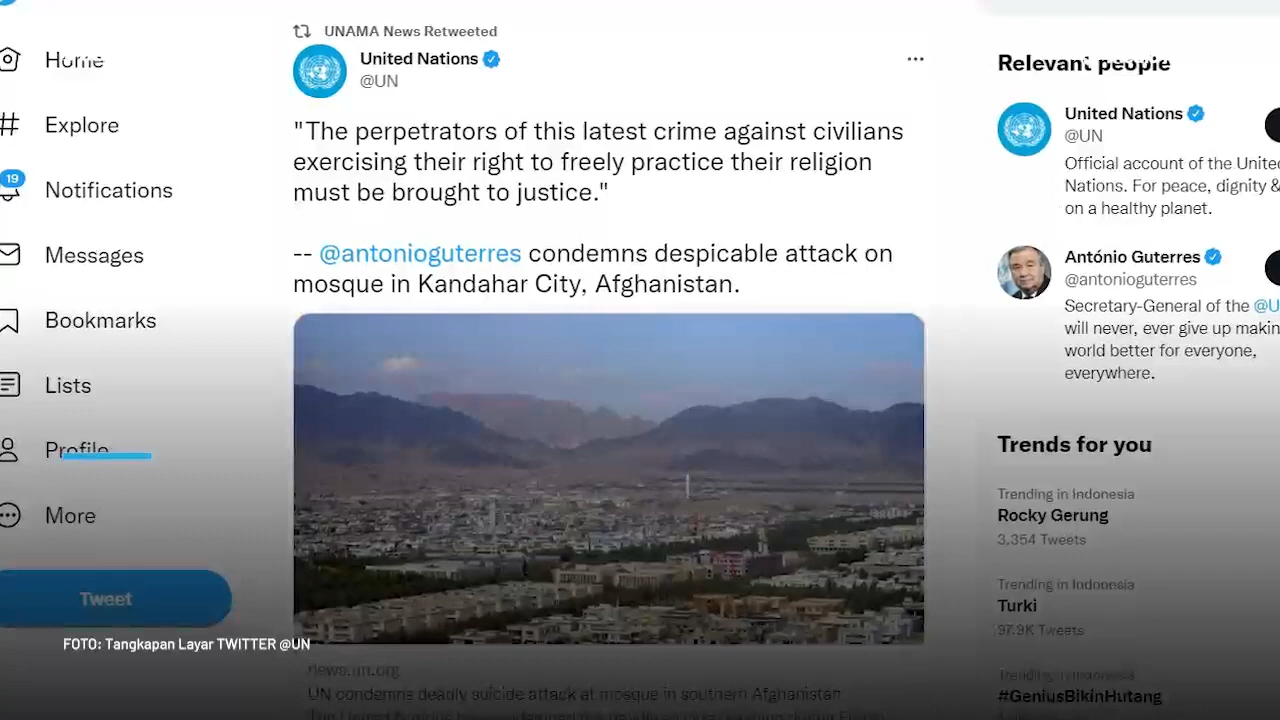 Home
Explore
19
Notifications
Messages
Bookmarks
Lists
Profile
More
Tweet
FOTO: Tangkapan Layar TWITTER @UN
UNAMA News Retweeted
United Nations
@UN
"The perpetrators of this latest crime against civilians
exercising their right to freely practice their religion
must be brought to justice."
-- @antonioguterres condemns despicable attack on
mosque in Kandahar City, Afghanistan.
news.un.org
UN condemns deadly suicide attack at mosque in southern Afghanistan
Relevant people
United Nations
@UN
Official account of the United
Nations. For peace, dignity &
on a healthy planet.
António Guterres
@antonioguterres
Secretary-General of the @U
will never, ever give up makin
world better for everyone,
everywhere.
Trends for you
Trending in Indonesia
Rocky Gerung
3,354 Tweets
Trending in Indonesia
Turki
97.9K Tweets
Trending in Indonesia
#GeniusBikinHutang